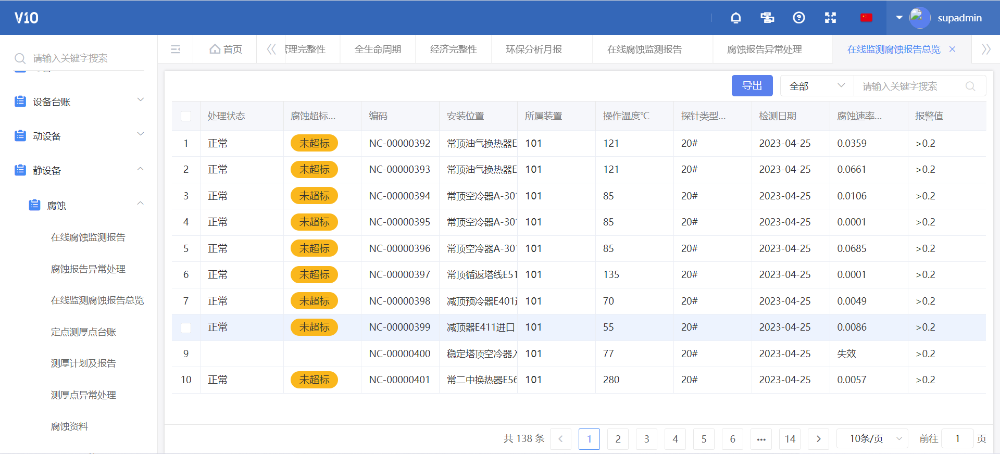 V10
supadmin
请输入关键字搜索
首页
管理完整性
全生命周期
经济完整性
环保分析月报
在线腐蚀监测报告
腐蚀报告异常处理
在线监测腐蚀报告总览
设备台账
动设备
静设备
腐蚀
在线腐蚀监测报告
腐蚀报告异常处理
在线监测腐蚀报告总览
定点测厚点台账
测厚计划及报告
测厚点异常处理
腐蚀资料
导出
全部
请输入关键字搜索
处理状态 腐蚀超标... 编码 安装位置 所属装置 操作温度℃ 探针类型... 检测日期 腐蚀速率... 报警值
1 正常 未超标 NC-00000392 常顶油气换热器E 101 121 20# 2023-04-25 0.0359 >0.2
2 正常 未超标 NC-00000393 常顶油气换热器E 101 121 20# 2023-04-25 0.0661 >0.2
3 正常 未超标 NC-00000394 常顶空冷器A-301 101 85 20# 2023-04-25 0.0106 >0.2
4 正常 未超标 NC-00000395 常顶空冷器A-301 101 85 20# 2023-04-25 0.0001 >0.2
5 正常 未超标 NC-00000396 常顶空冷器A-301 101 85 20# 2023-04-25 0.0685 >0.2
6 正常 未超标 NC-00000397 常顶循返塔线E51 101 135 20# 2023-04-25 0.0001 >0.2
7 正常 未超标 NC-00000398 减顶预冷器E401 101 70 20# 2023-04-25 0.0049 >0.2
正常 未超标 NC-00000399 减顶器E411进口 101 55 20# 2023-04-25 0.0086 >0.2
9 NC-00000400 稳定塔顶空冷器入 101 77 20# 2023-04-25 失效 >0.2
10 正常 未超标 NC-00000401 常二中换热器E56 101 280 20# 2023-04-25 0.0057 >0.2
共 138 条 1 2 3 4 5 6 ... 14 10条/页 前往 1 页